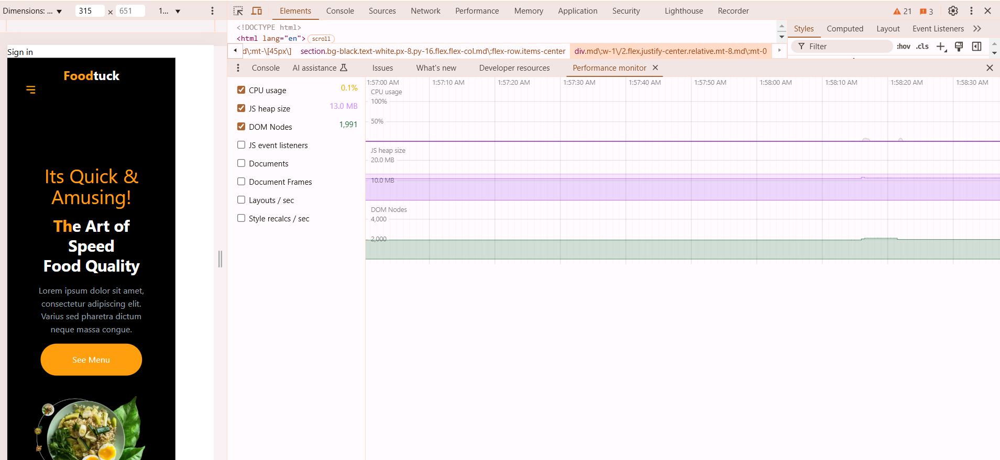 Dimensions: ... 315 × 651 1...
Elements Console Sources Network Performance Memory Application Security Lighthouse Recorder 21 3
<!DOCTYPE html>
<html lang="en"> scroll
d\:mt-\[45px\] section.bg-black.text-white.px-8.py-16.flex.flex-col.md\:flex-row.items-center div.md\:w-1\/2.flex.justify-center.relative.mt-8.md\:mt-0
Styles Computed Layout Event Listeners
Filter :hov .cls
Console AI assistance Issues What's new Developer resources Performance monitor
CPU usage 0.1%
JS heap size 13.0 MB
DOM Nodes 1,991
JS event listeners
Documents
Document Frames
Layouts / sec
Style recalcs / sec
1:57:00 AM 1:57:10 AM 1:57:20 AM 1:57:30 AM 1:57:40 AM 1:57:50 AM 1:58:00 AM 1:58:10 AM 1:58:20 AM 1:58:30 AM
CPU usage
100%
50%
JS heap size
20.0 MB
10.0 MB
DOM Nodes
4,000
2,000
Sign in
Foodtuck
Its Quick &
Amusing!
The Art of
Speed
Food Quality
Lorem ipsum dolor sit amet,
consectetur adipiscing elit.
Varius sed pharetra dictum
neque massa congue.
See Menu